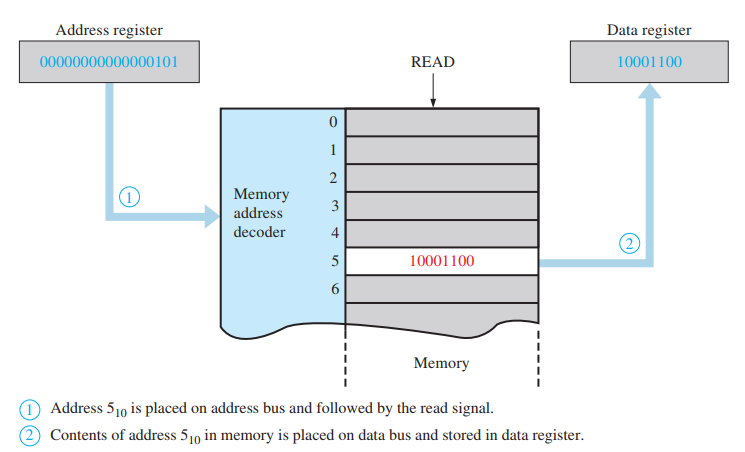 Address register
Data register
0000000000000101
10001100
READ
0
1
2
Memory
address
decoder
3
4
5
10001100
6
1
2
Memory
1 Address 5₁₀ is placed on address bus and followed by the read signal.
2 Contents of address 5₁₀ in memory is placed on data bus and stored in data register.